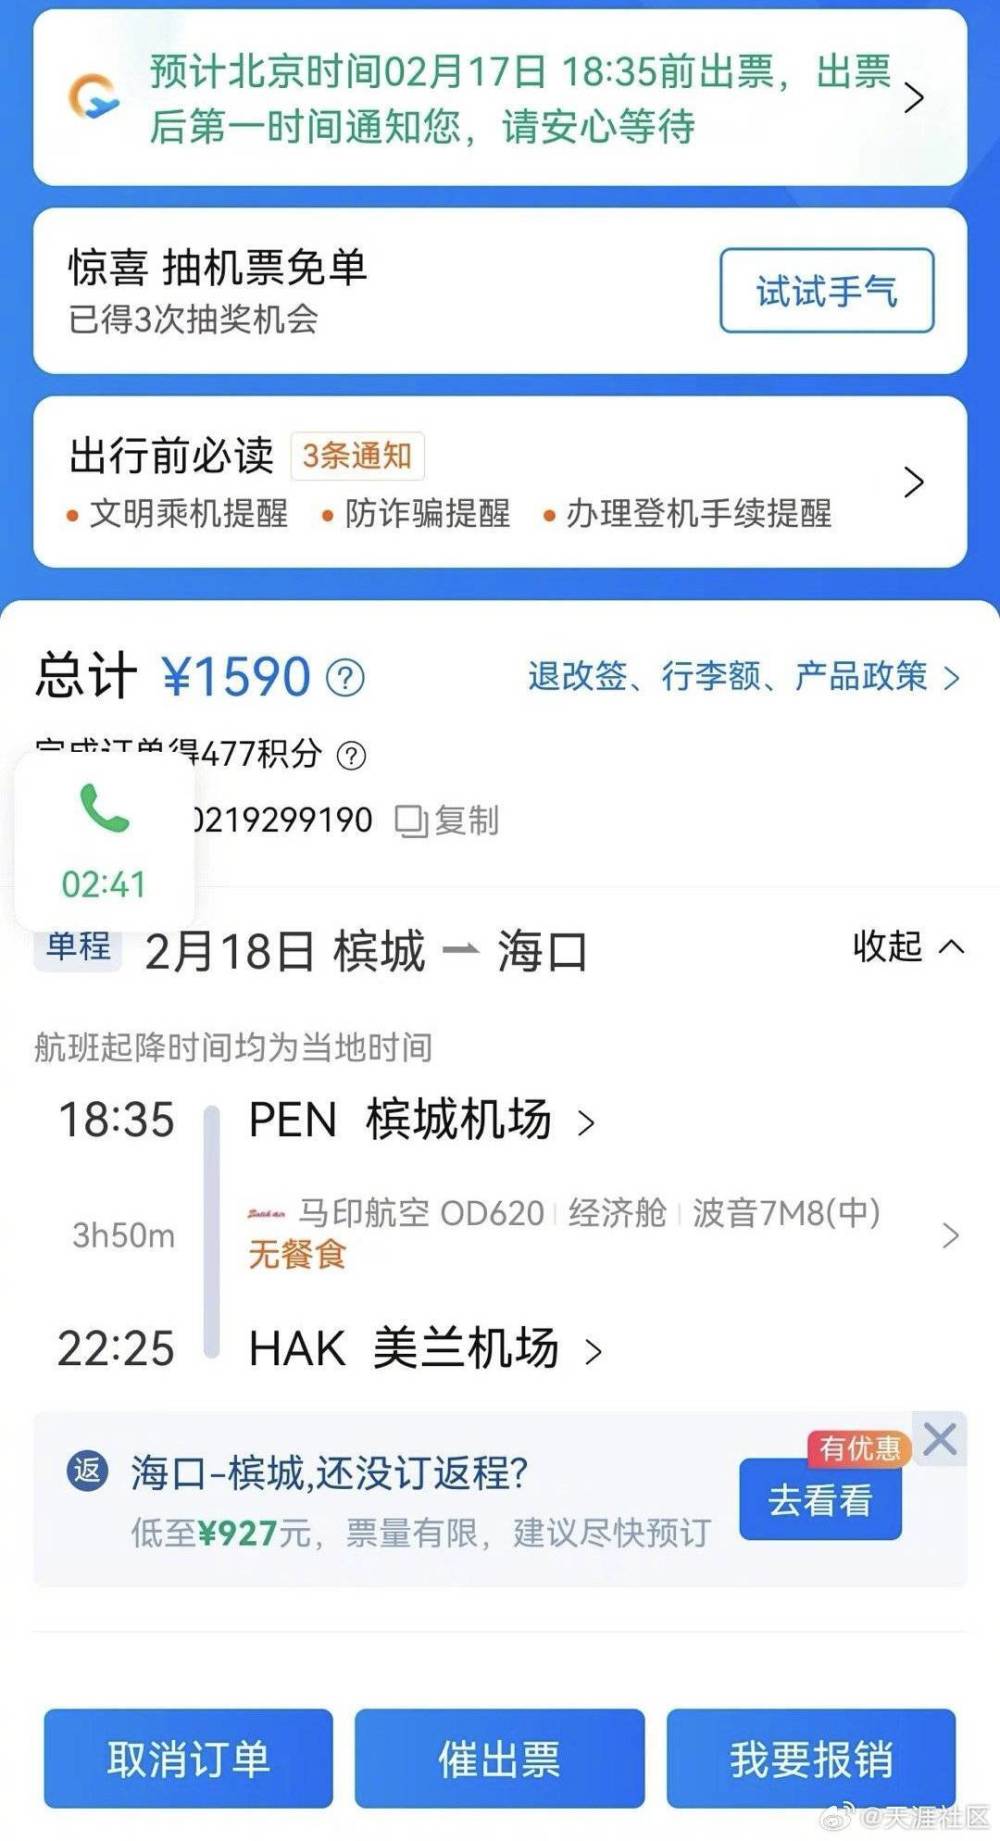 预计北京时间02月17日 18:35前出票，出票
后第一时间通知您，请安心等待
惊喜 抽机票免单
已得3次抽奖机会
试试手气
出行前必读 3条通知
• 文明乘机提醒 • 防诈骗提醒 • 办理登机手续提醒
总计 ¥1590
退改签、行李额、产品政策 >
完成订单得477积分
0219299190 复制
02:41
单程 2月18日 槟城 海口
收起
航班起降时间均为当地时间
18:35 PEN 槟城机场 >
3h50m
马印航空 OD620 | 经济舱 | 波音7M8(中)
无餐食
22:25 HAK 美兰机场 >
返 海口-槟城,还没订返程?
低至¥927元，票量有限，建议尽快预订
有优惠
去看看
取消订单 催出票 我要报销
@天涯社区